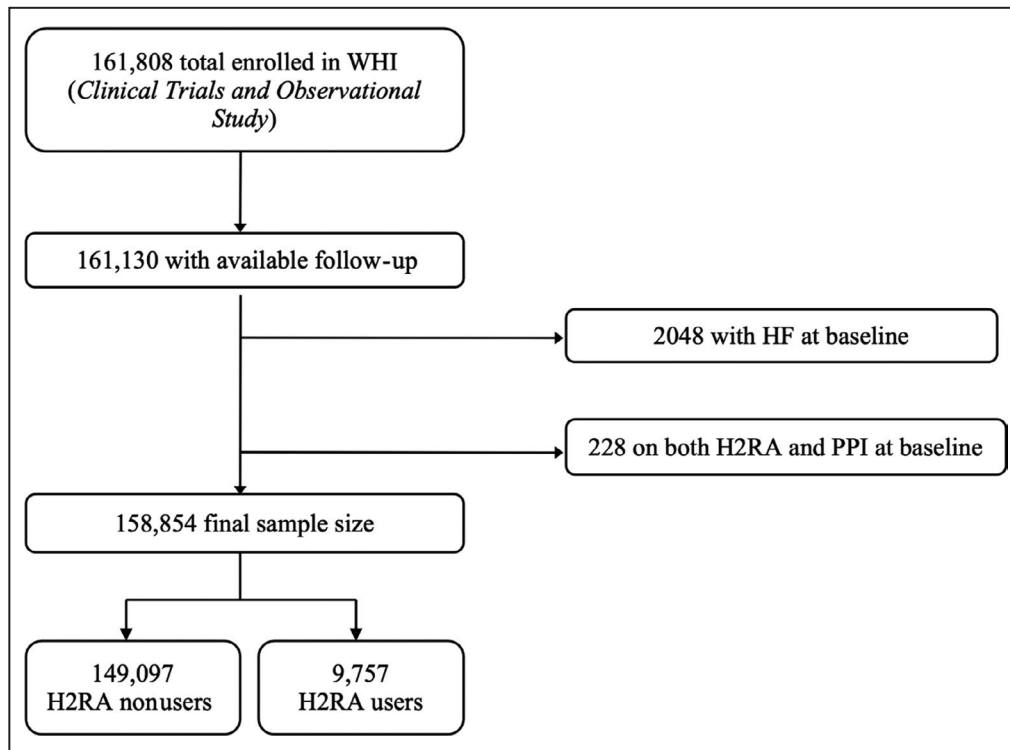 161,808 total enrolled in WHI
(Clinical Trials and Observational
Study)
161,130 with available follow-up
2048 with HF at baseline
228 on both H2RA and PPI at baseline
158,854 final sample size
149,097
H2RA nonusers
9,757
H2RA users